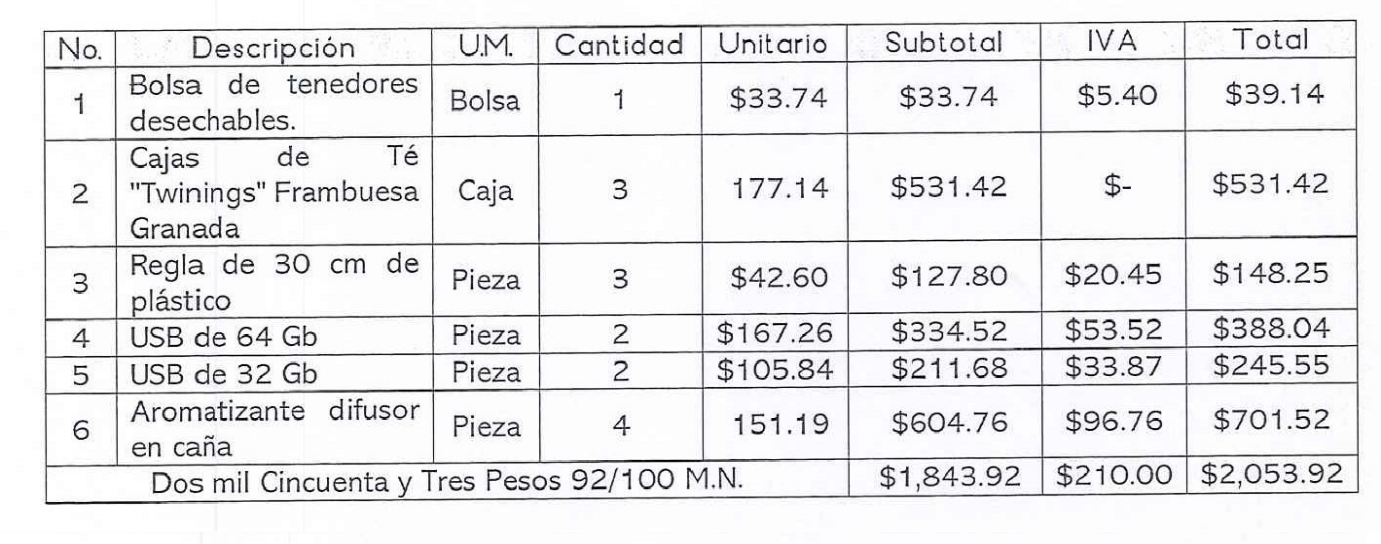 No. Descripción U.M. Cantidad Unitario Subtotal IVA Total
1 Bolsa de tenedores desechables. Bolsa 1 $33.74 $33.74 $5.40 $39.14
2 Cajas de Té "Twinings" Frambuesa Granada Caja 3 177.14 $531.42 $- $531.42
3 Regla de 30 cm de plástico Pieza 3 $42.60 $127.80 $20.45 $148.25
4 USB de 64 Gb Pieza 2 $167.26 $334.52 $53.52 $388.04
5 USB de 32 Gb Pieza 2 $105.84 $211.68 $33.87 $245.55
6 Aromatizante difusor en caña Pieza 4 151.19 $604.76 $96.76 $701.52
Dos mil Cincuenta y Tres Pesos 92/100 M.N. $1,843.92 $210.00 $2,053.92